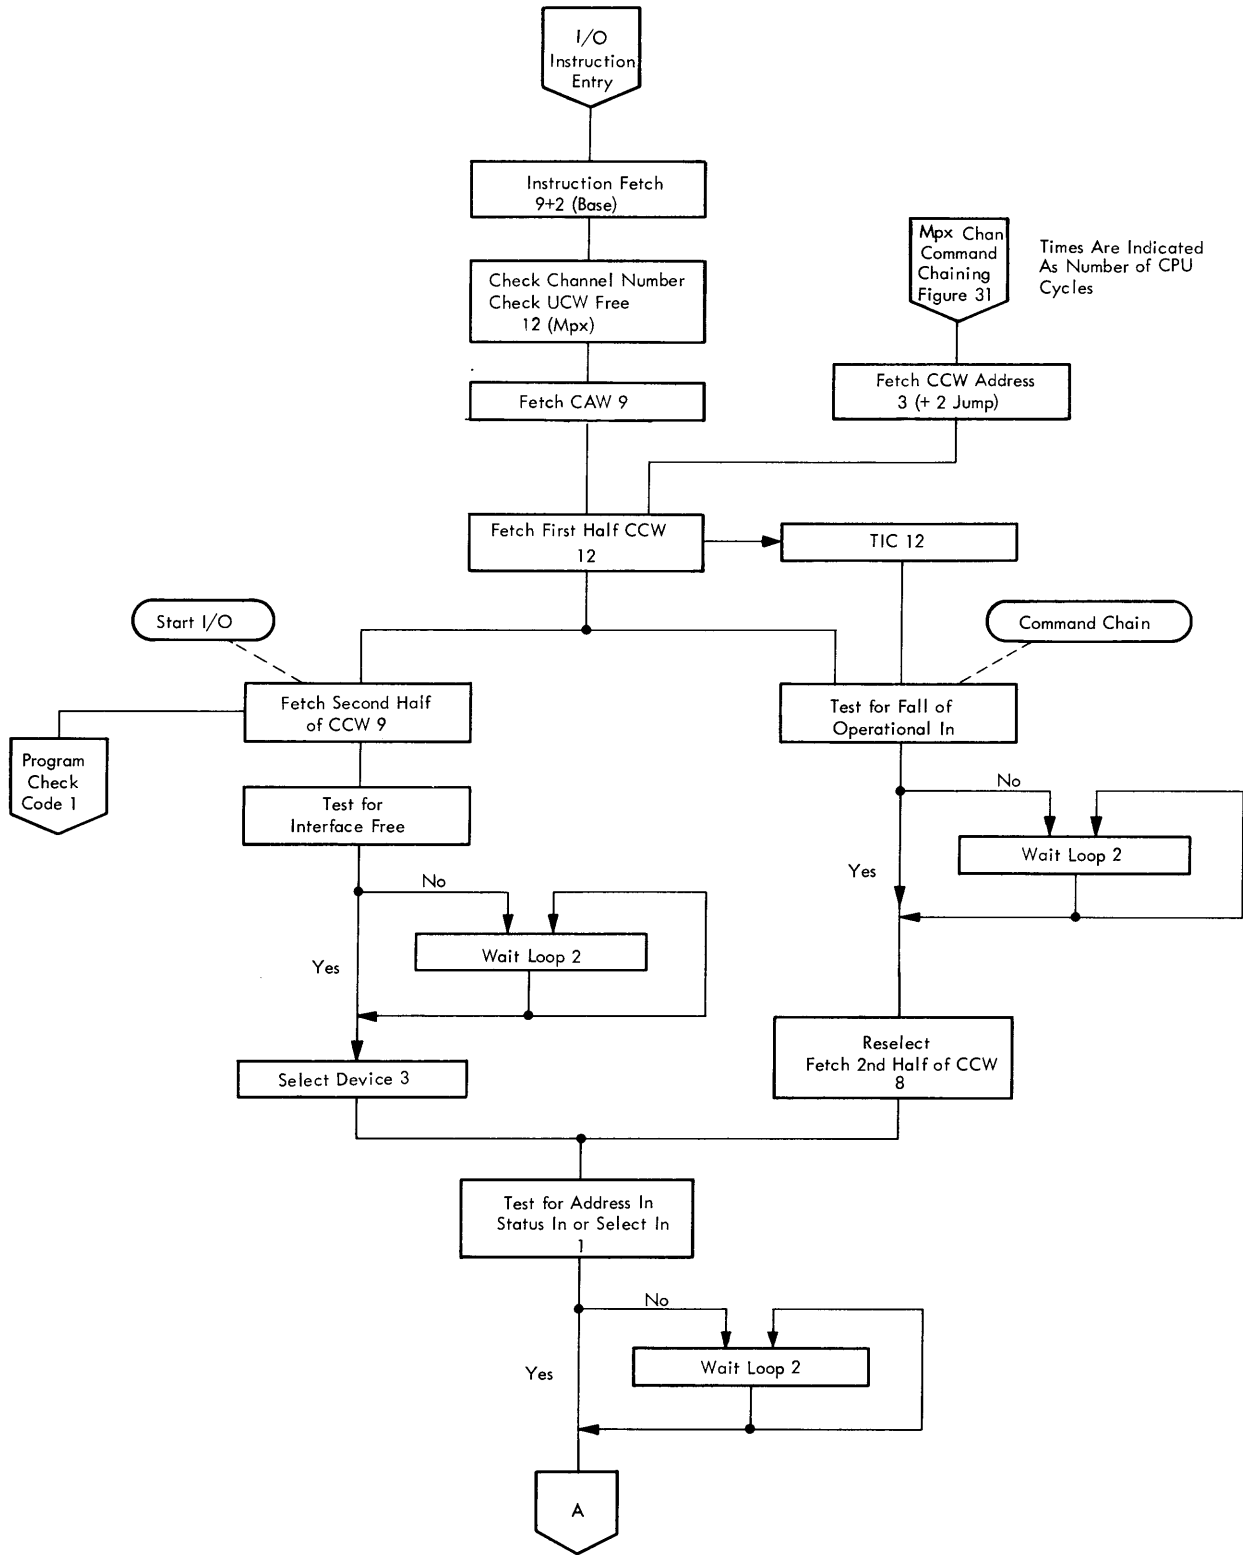 I/O
Instruction
Entry
Instruction Fetch
9+2 (Base)
Check Channel Number
Check UCW Free
12 (Mpx)
Mpx Chan
Command
Chaining
Figure 31
Times Are Indicated
As Number of CPU
Cycles
Fetch CAW 9
Fetch CCW Address
3 (+ 2 Jump)
Fetch First Half CCW
12
TIC 12
Start I/O
Command Chain
Fetch Second Half
of CCW 9
Test for Fall of
Operational In
Program
Check
Code 1
Test for
Interface Free
No
Wait Loop 2
Yes
No
Wait Loop 2
Yes
Select Device 3
Reselect
Fetch 2nd Half of CCW
8
Test for Address In
Status In or Select In
1
No
Wait Loop 2
Yes
A